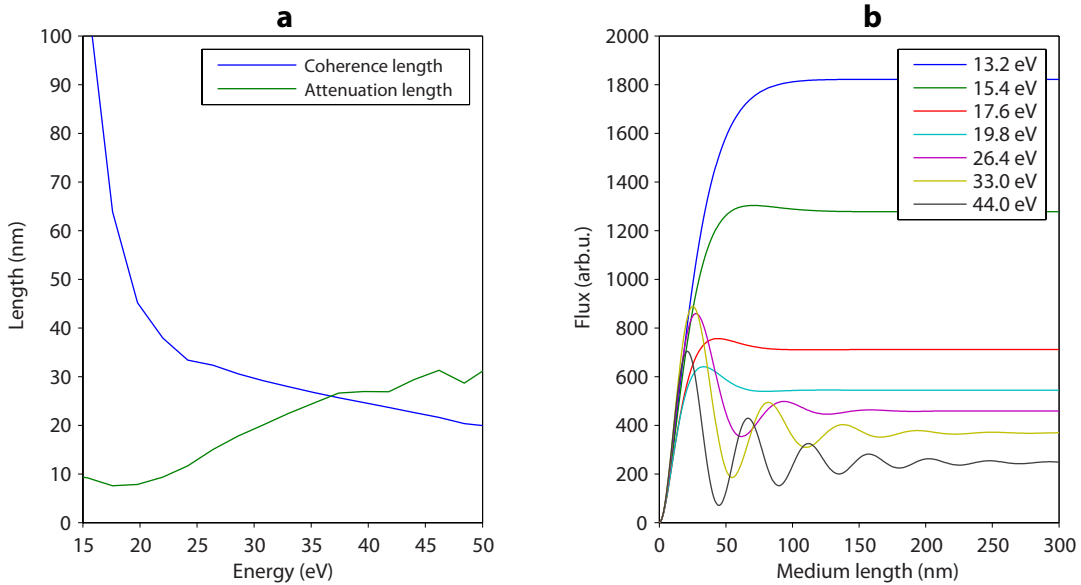 a
100
90
80
70
60
50
40
30
20
10
0
Length (nm)
15 20 25 30 35 40 45 50
Energy (eV)
Coherence length
Attenuation length
b
2000
1800
1600
1400
1200
1000
800
600
400
200
0
Flux (arb.u.)
0 50 100 150 200 250 300
Medium length (nm)
13.2 eV
15.4 eV
17.6 eV
19.8 eV
26.4 eV
33.0 eV
44.0 eV